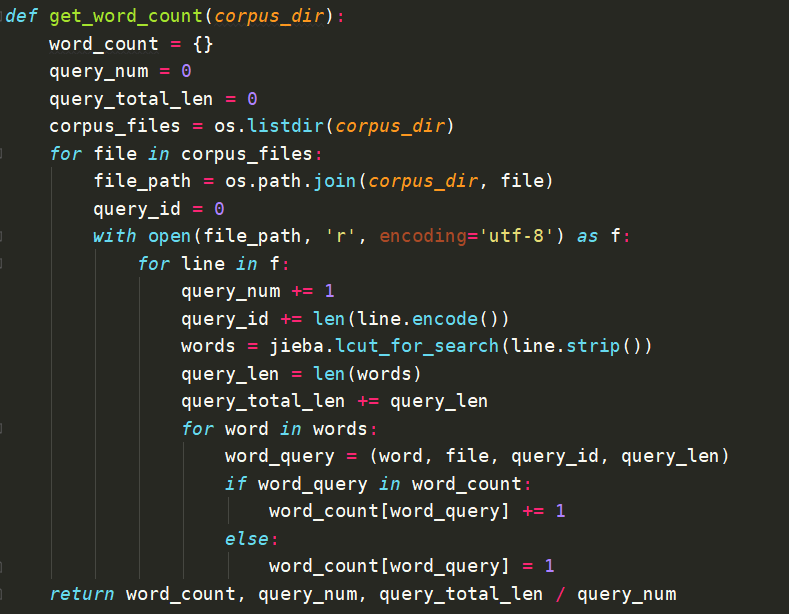 def get_word_count(corpus_dir):
    word_count = {}
    query_num = 0
    query_total_len = 0
    corpus_files = os.listdir(corpus_dir)
    for file in corpus_files:
        file_path = os.path.join(corpus_dir, file)
        query_id = 0
        with open(file_path, 'r', encoding='utf-8') as f:
            for line in f:
                query_num += 1
                query_id += len(line.encode())
                words = jieba.lcut_for_search(line.strip())
                query_len = len(words)
                query_total_len += query_len
                for word in words:
                    word_query = (word, file, query_id, query_len)
                    if word_query in word_count:
                        word_count[word_query] += 1
                    else:
                        word_count[word_query] = 1
    return word_count, query_num, query_total_len / query_num